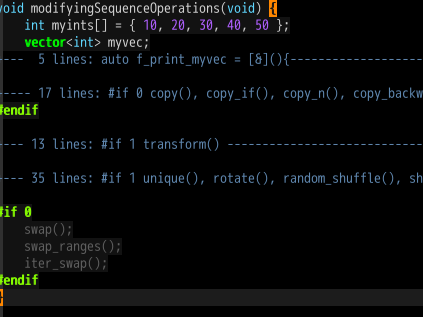 void modifyingSequenceOperations(void) {
int myints[] = { 10, 20, 30, 40, 50 };
vector<int> myvec;
---- 5 lines: auto f_print_myvec = [&](){--------------------
----- 17 lines: #if 0 copy(), copy_if(), copy_n(), copy_backw
#endif
---- 13 lines: #if 1 transform() ----------------------------
---- 35 lines: #if 1 unique(), rotate(), random_shuffle(), sh
#if 0
swap();
swap_ranges();
iter_swap();
#endif
}